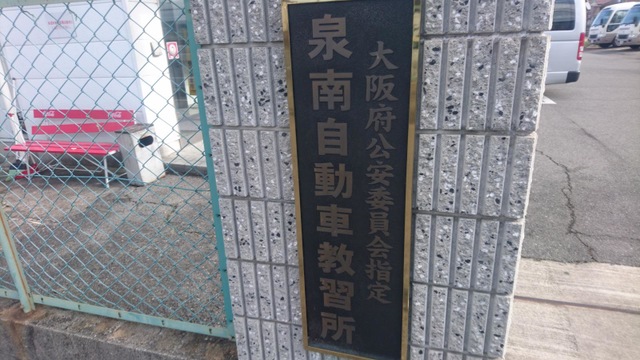 大阪府公安委員会指定
泉南自動車教習所